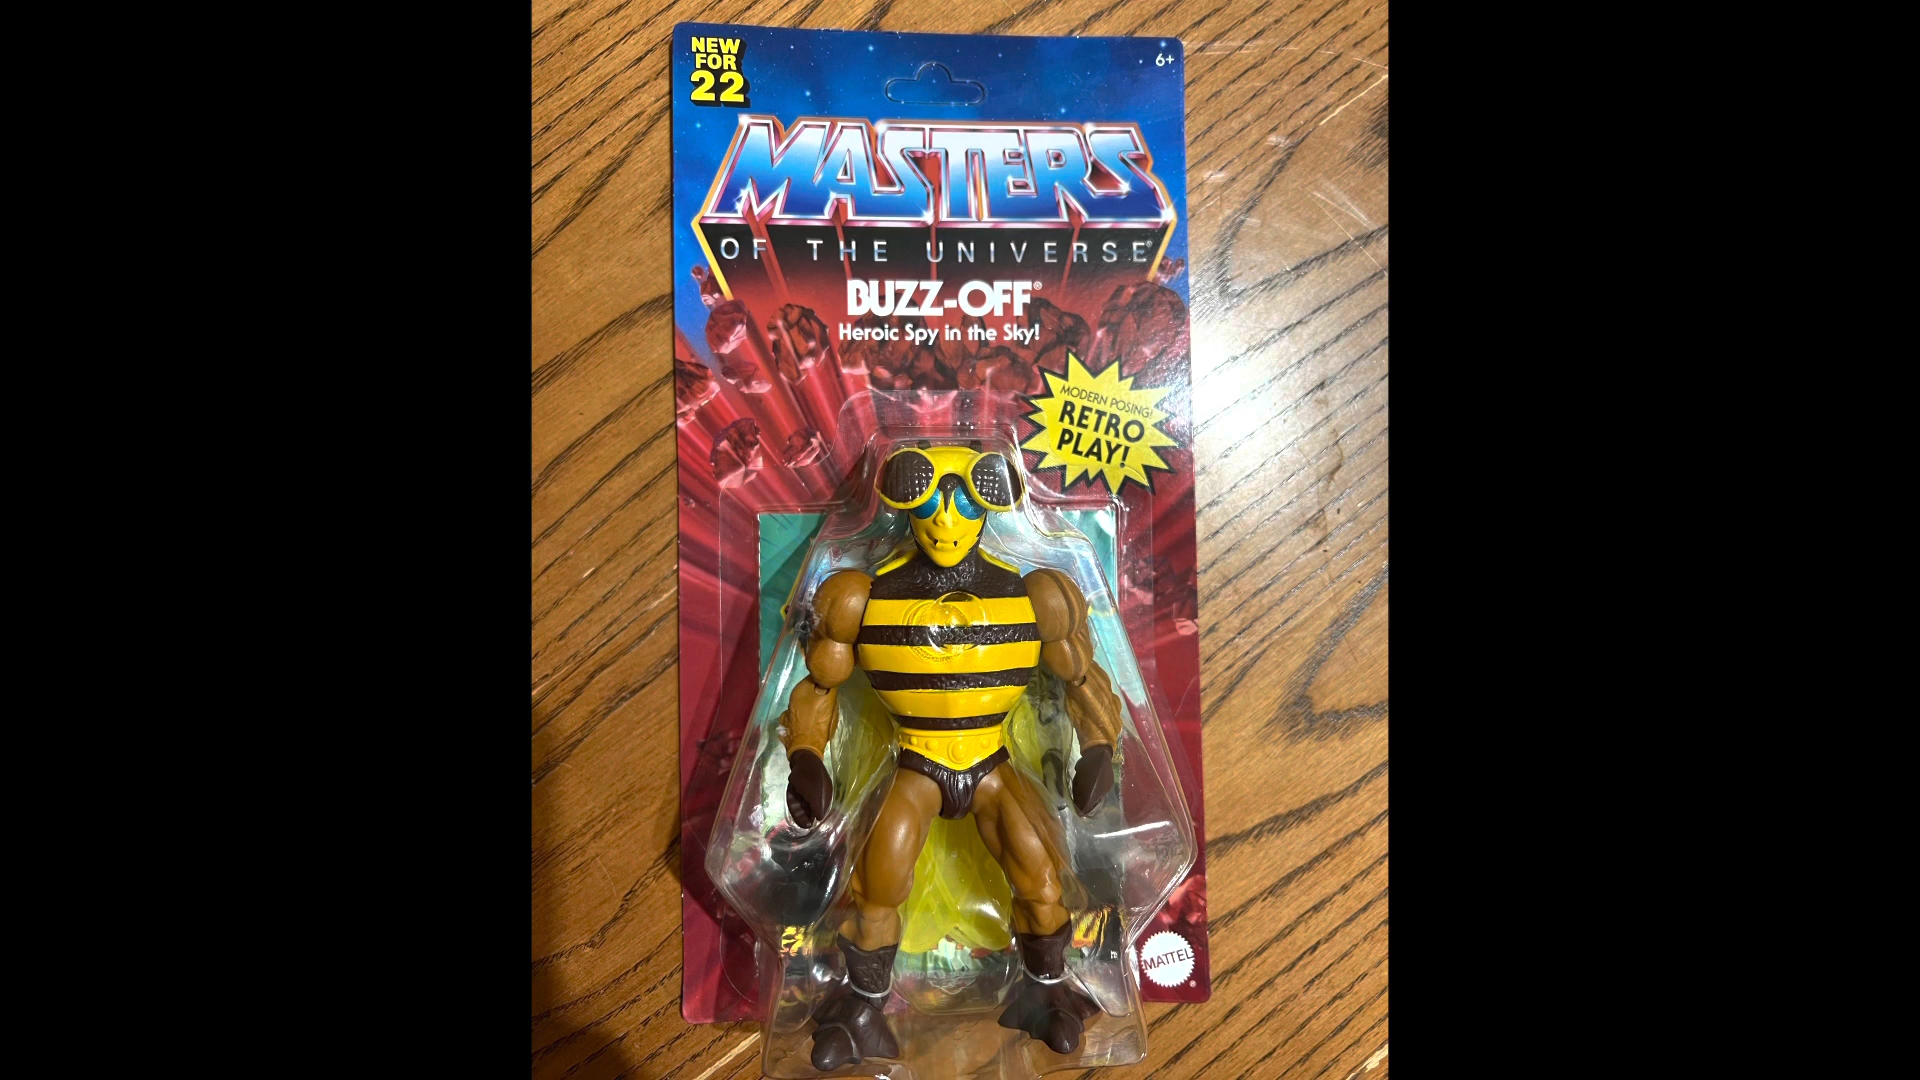 NEW
FOR
22
6+
MASTERS
OF THE UNIVERSE®
BUZZ-OFF®
Heroic Spy in the Sky!
MODERN POSING!
RETRO
PLAY!
MATTEL
®